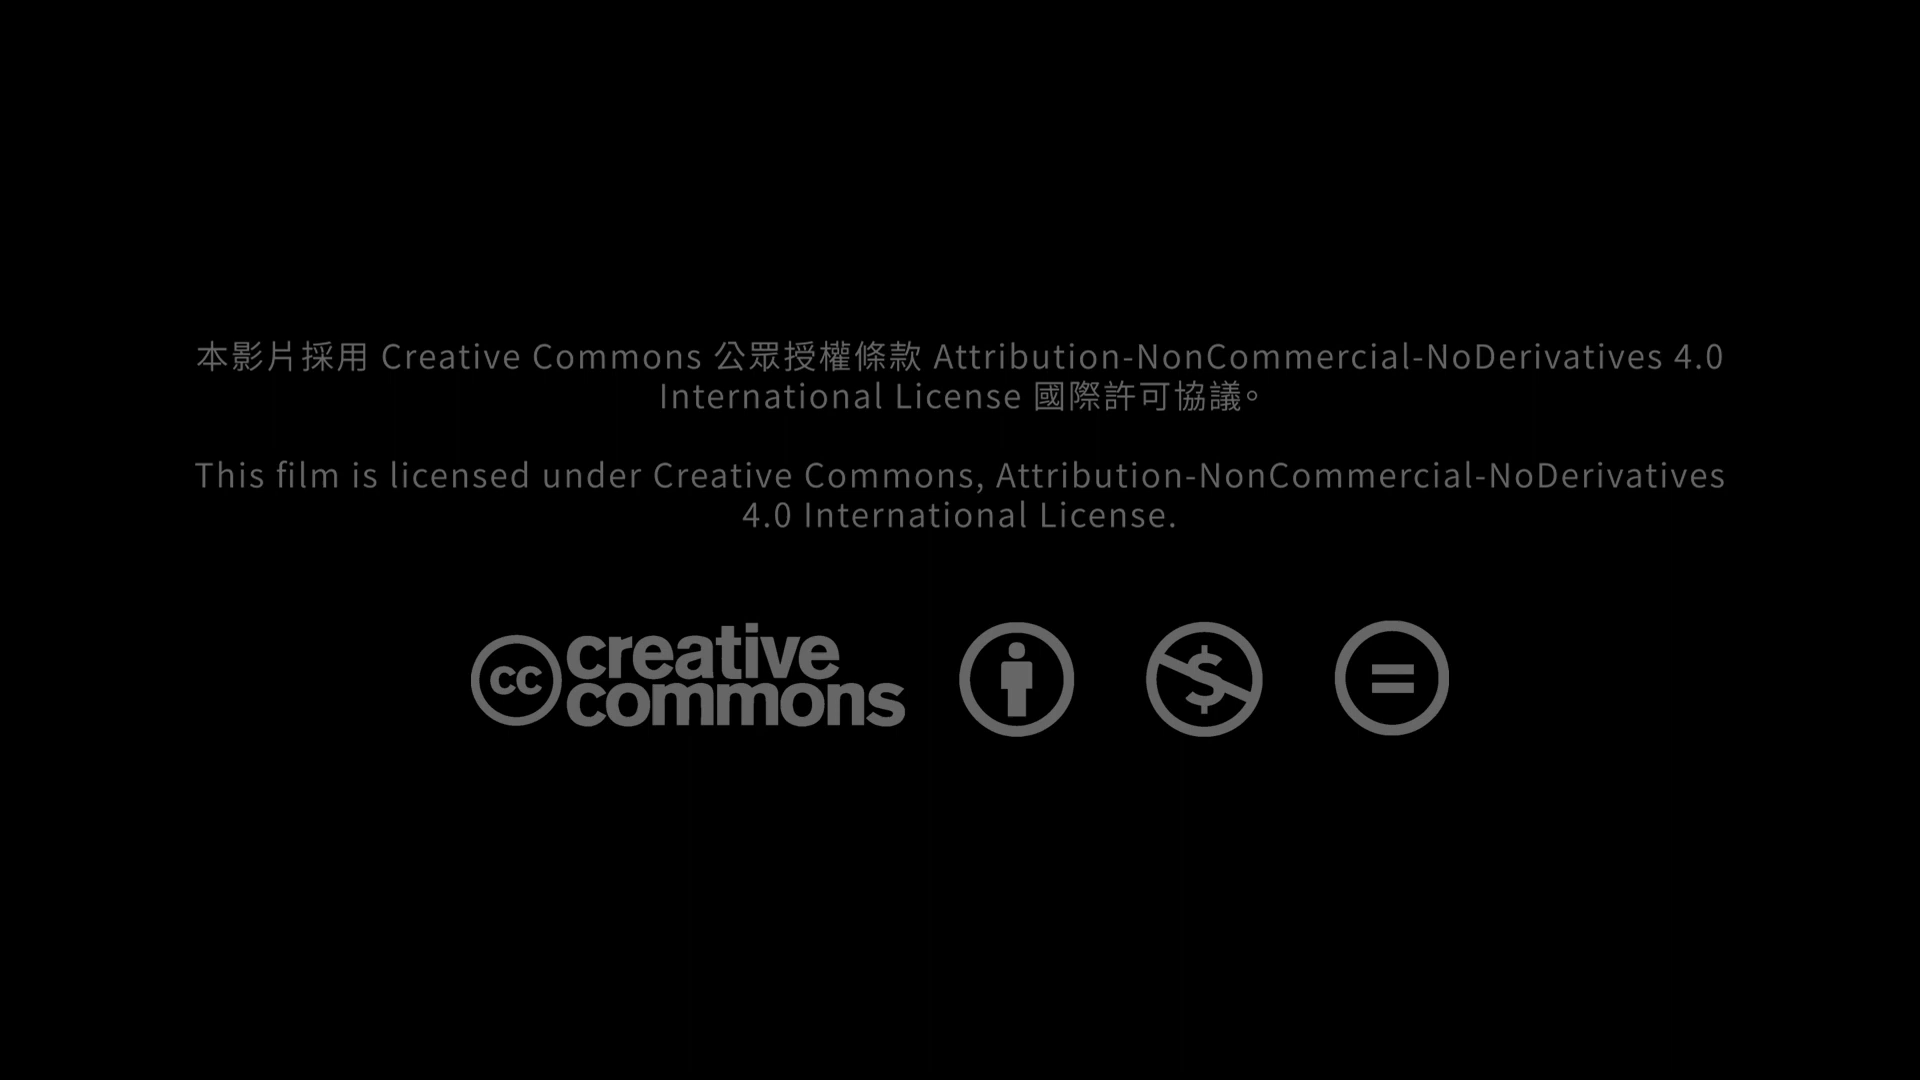 本影片採用 Creative Commons 公眾授權條款 Attribution-NonCommercial-NoDerivatives 4.0
International License 國際許可協議。
This film is licensed under Creative Commons, Attribution-NonCommercial-NoDerivatives
4.0 International License.
cc creative
commons
$
=